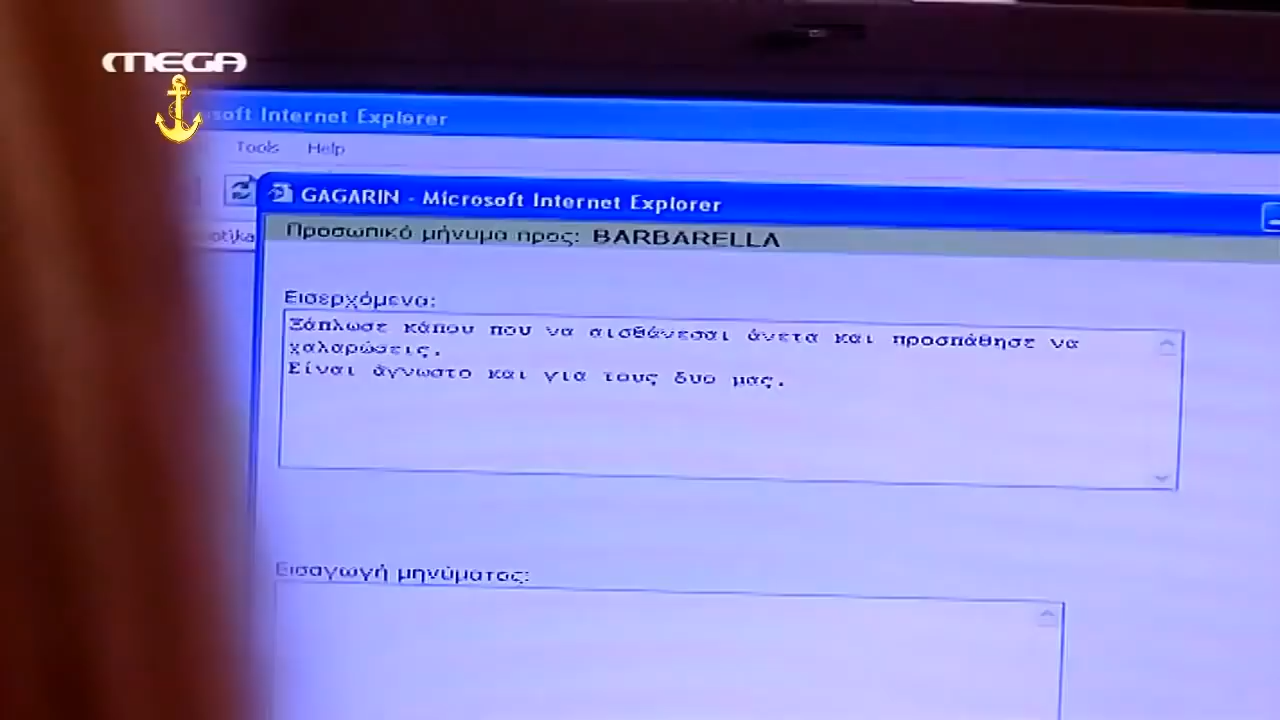 MEGA
soft Internet Explorer
Tools Help
GAGARIN - Microsoft Internet Explorer
Προσωπικό μήνυμα προς: BARBARELLA
Εισερχόμενα:
Ξάπλωσε κάπου που να αισθάνεσαι άνετα και προσπάθησε να
χαλαρώσεις.
Είναι άγνωστο και για τους δυο μας.
Εισαγωγή μηνύματος: